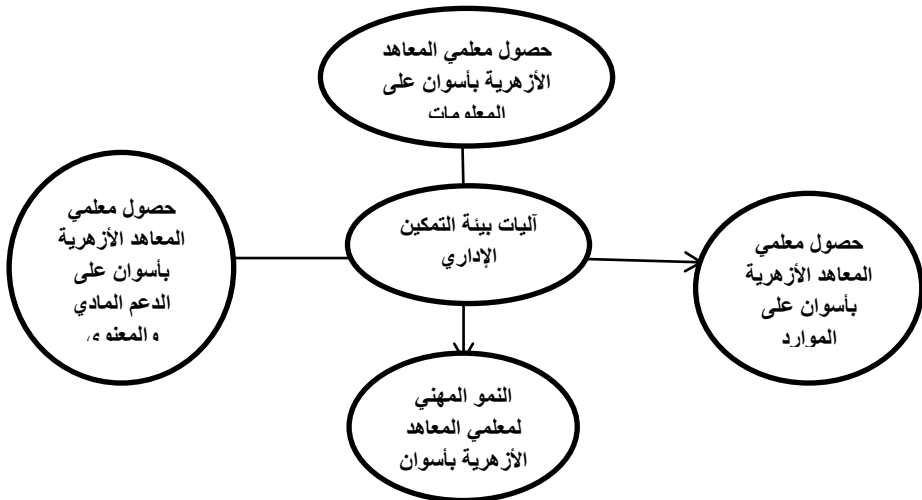 حصول معلمي المعاهد
الأزهرية بأسوان على
المعلومات
آليات بيئة التمكين
الإداري
حصول معلمي
المعاهد الأزهرية
بأسوان على
الموارد
حصول معلمي
المعاهد الأزهرية
بأسوان على
الدعم المادي
والمعنوي
النمو المهني
لمعلمي المعاهد
الأزهرية بأسوان